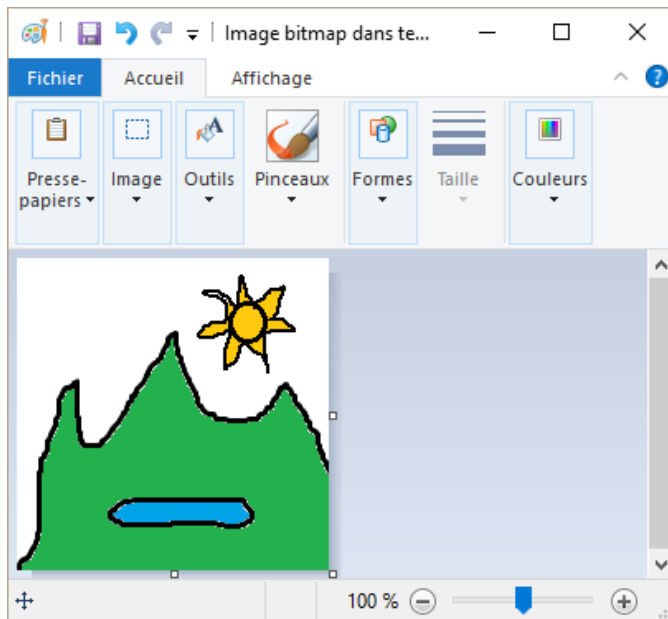 Image bitmap dans te...
Fichier Accueil Affichage
Presse-
papiers
Image
Outils
Pinceaux
Formes
Taille
Couleurs
100 %